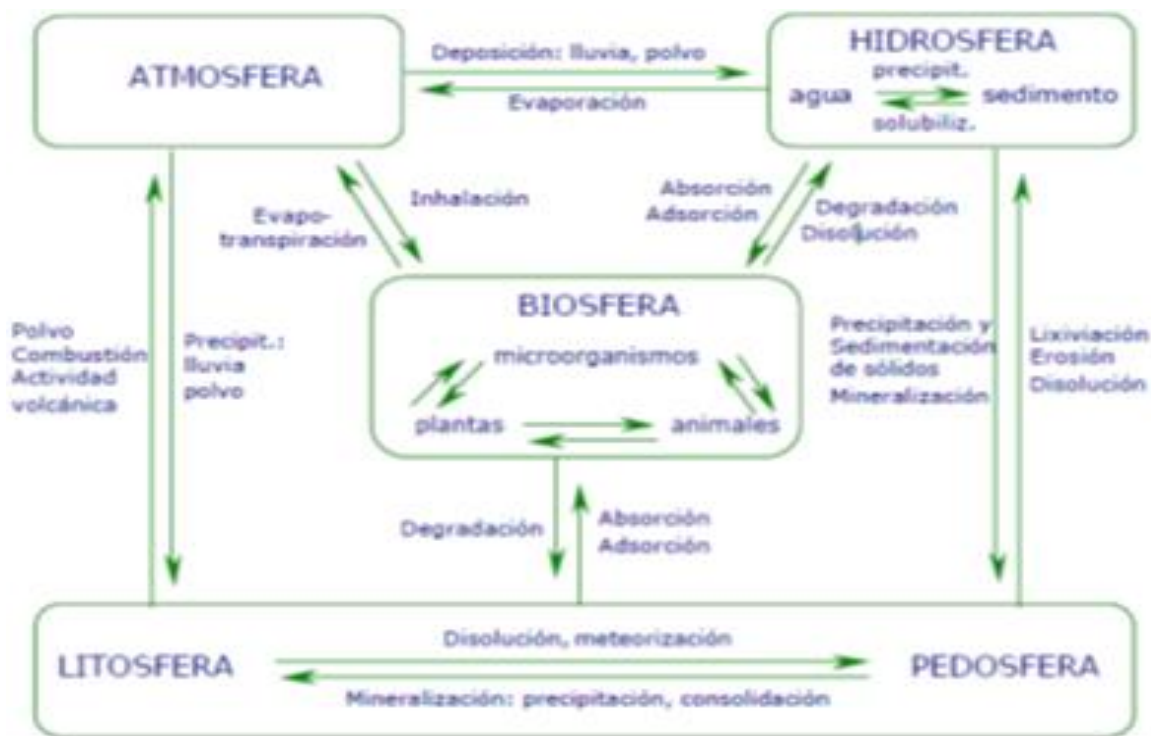 ATMOSFERA
Deposición: lluvia, polvo
Evaporación
HIDROSFERA
precipit.
agua
sedimento
solubiliz.
Evapo-
transpiración
Inhalación
Absorción
Adsorción
Degradación
Disolución
BIOSFERA
microorganismos
plantas
animales
Polvo
Combustión
Actividad
volcánica
Precipit.:
lluvia
polvo
Precipitación y
Sedimentación
de sólidos
Mineralización
Lixiviación
Erosión
Disolución
Degradación
Absorción
Adsorción
LITOSFERA
Disolución, meteorización
Mineralización: precipitación, consolidación
PEDOSFERA